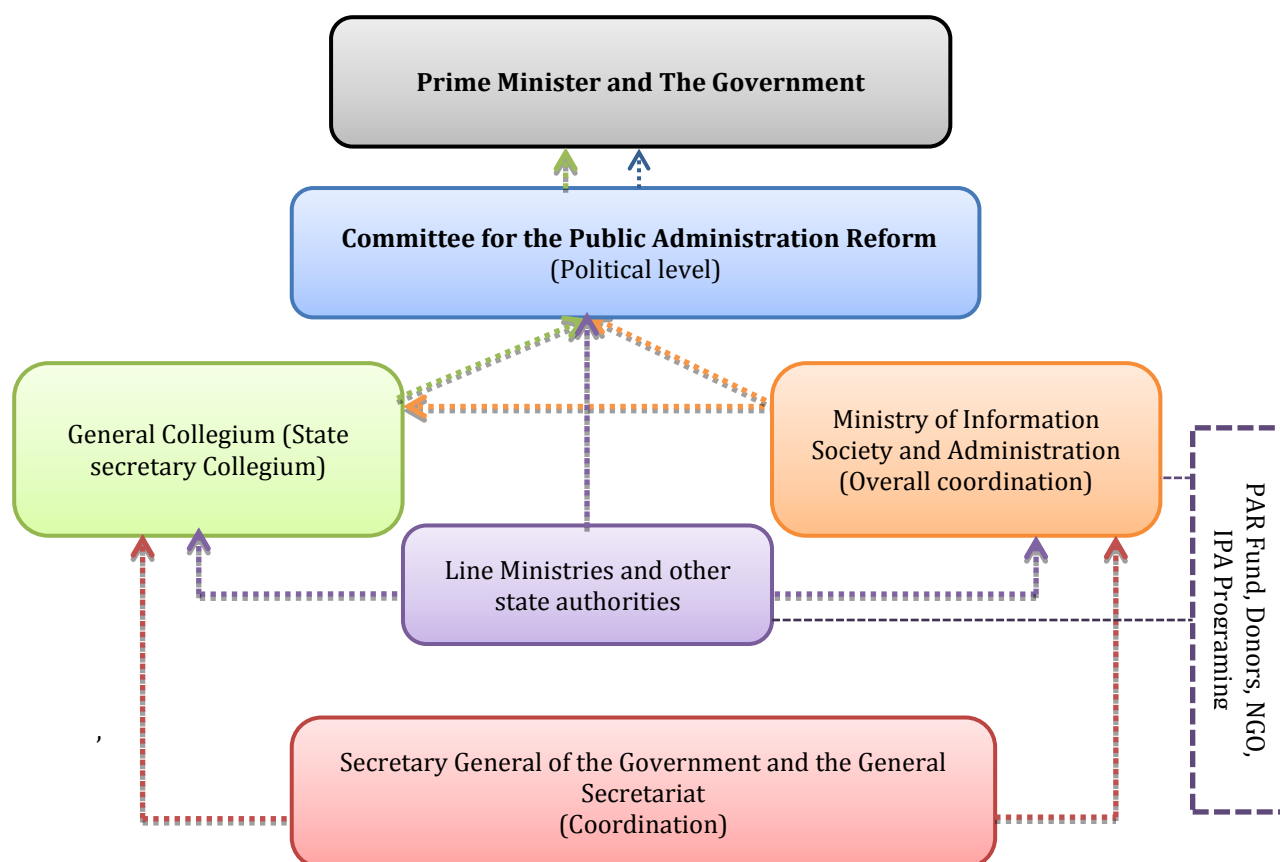 Prime Minister and The Government
Committee for the Public Administration Reform
(Political level)
General Collegium (State
secretary Collegium)
Ministry of Information
Society and Administration
(Overall coordination)
Line Ministries and other
state authorities
PAR Fund, Donors, NGO,
IPA Programing
,
Secretary General of the Government and the General
Secretariat
(Coordination)